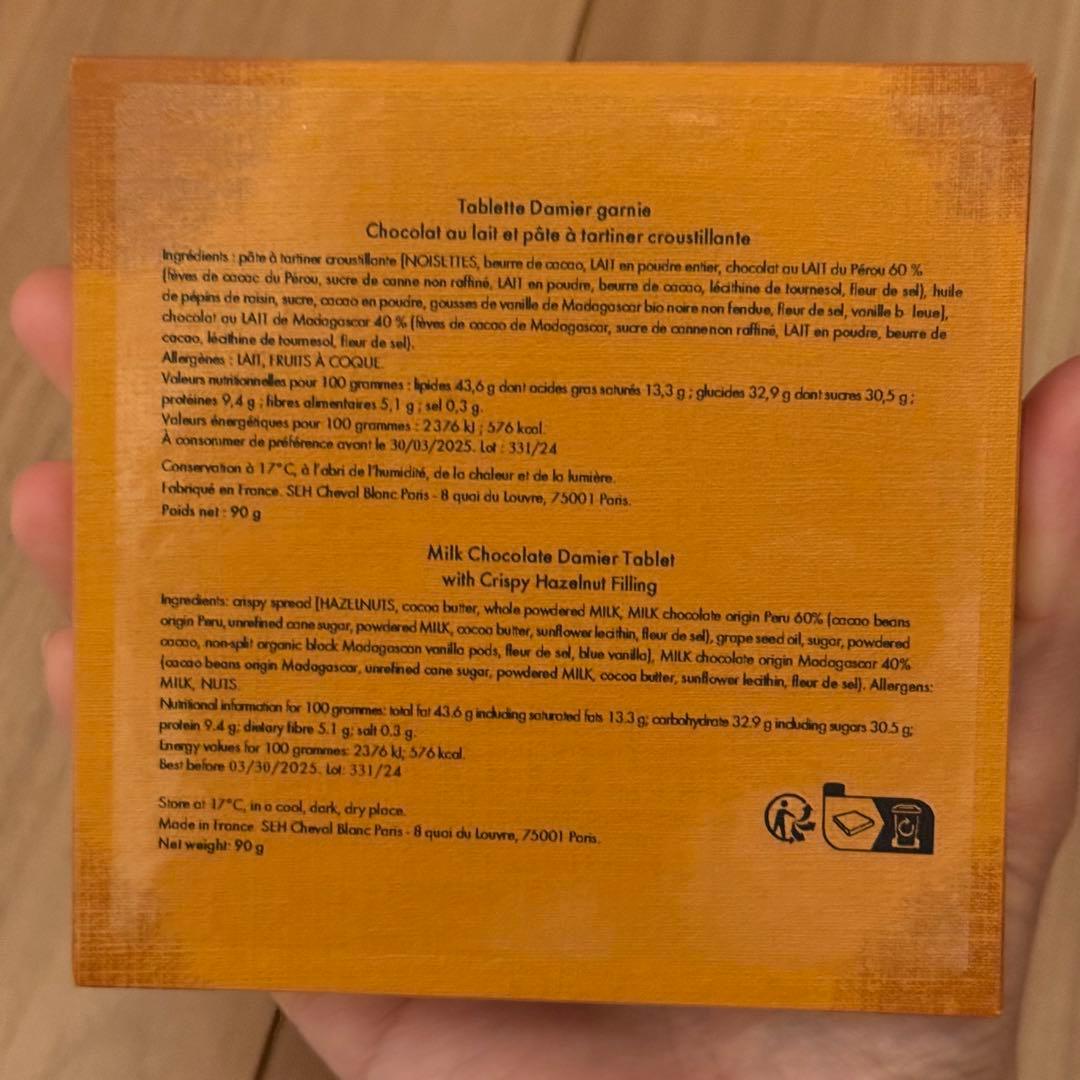 Tablette Damier garnie
Chocolat au lait et pâte à tartiner croustillante
Ingrédients : pâte à tartiner croustillante [NOISETTES, beurre de cacao, LAIT en poudre entier, chocolat au LAIT du Pérou 60 %
(fèves de cacao du Pérou, sucre de canne non raffiné, LAIT en poudre, beurre de cacao, lécithine de tournesol, fleur de sel), huile
de pépins de raisin, sucre, cacao en poudre, gousses de vanille de Madagascar bio noire non fendue, fleur de sel, vanille b leue],
chocolat au LAIT de Madagascar 40 % (fèves de cacao de Madagascar, sucre de cannenon raffiné, LAIT en poudre, beurre de
cacao, lécithine de tournesol, fleur de sel).
Allergènes : LAIT, FRUITS À COQUE.
Valeurs nutritionnelles pour 100 grammes : lipides 43,6 g dont acides gras saturés 13,3 g ; glucides 32,9 g dont sucres 30,5 g ;
protéines 9,4 g ; fibres alimentaires 5,1 g ; sel 0,3 g.
Valeurs énergétiques pour 100 grammes : 2376 kJ ; 576 kcal.
À consommer de préférence avant le 30/03/2025. Lot : 331/24
Conservation à 17°C, à l'abri de l'humidité, de la chaleur et de la lumière.
Fabriqué en France. SEH Cheval Blanc Paris - 8 quai du Louvre, 75001 Paris.
Poids net : 90 g
Milk Chocolate Damier Tablet
with Crispy Hazelnut Filling
Ingredients: crispy spread [HAZELNUTS, cocoa butter, whole powdered MILK, MILK chocolate origin Peru 60% (cacao beans
origin Peru, unrefined cane sugar, powdered MILK, cocoa butter, sunflower lecithin, fleur de sel), grape seed oil, sugar, powdered
cacao, non-split organic black Madagascan vanilla pods, fleur de sel, blue vanilla], MILK chocolate origin Madagascar 40%
(cacao beans origin Madagascar, unrefined cane sugar, powdered MILK, cocoa butter, sunflower lecithin, fleur de sel). Allergens:
MILK, NUTS.
Nutritional information for 100 grammes: total fat 43.6 g including saturated fats 13.3 g; carbohydrate 32.9 g including sugars 30.5 g;
protein 9.4 g; dietary fibre 5.1 g; salt 0.3 g.
Energy values for 100 grammes: 2376 kJ; 576 kcal.
Best before 03/30/2025. Lot: 331/24
Store at 17°C, in a cool, dark, dry place.
Made in France. SEH Cheval Blanc Paris - 8 quai du Louvre, 75001 Paris.
Net weight: 90 g